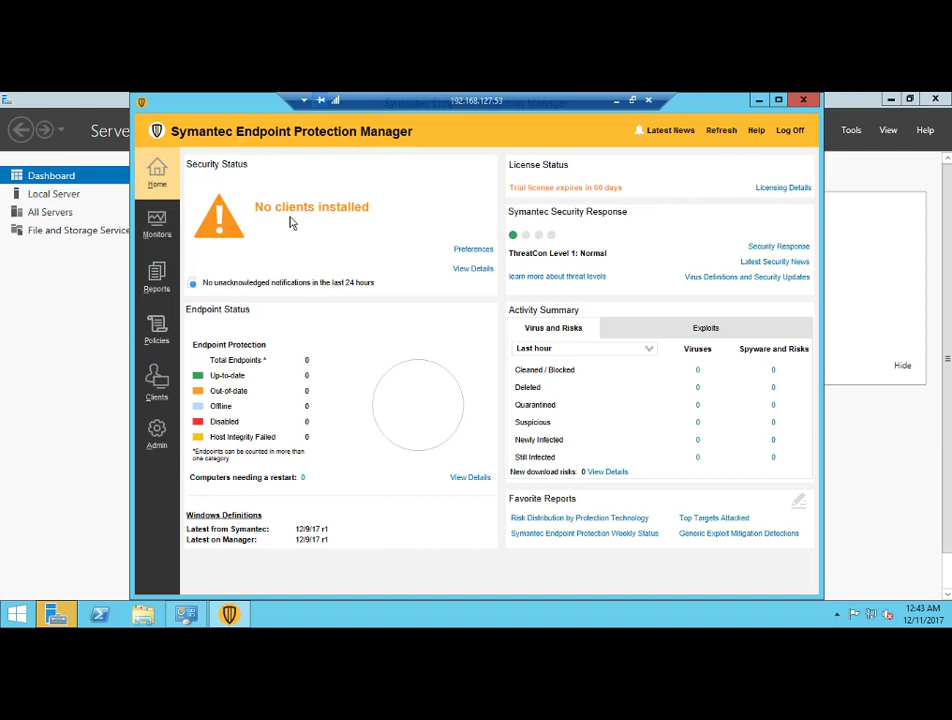 192.168.127.53
Symantec Endpoint Protection Manager
Latest News
Refresh
Help
Log Off
Serve
Tools
View
Help
Dashboard
Local Server
All Servers
File and Storage Service
Home
Monitors
Reports
Policies
Clients
Admin
Security Status
No clients installed
Preferences
View Details
No unacknowledged notifications in the last 24 hours
License Status
Trial license expires in 60 days
Licensing Details
Symantec Security Response
ThreatCon Level 1: Normal
learn more about threat levels
Security Response
Latest Security News
Virus Definitions and Security Updates
Endpoint Status
Endpoint Protection
Total Endpoints * 0
Up-to-date 0
Out-of-date 0
Offline 0
Disabled 0
Host Integrity Failed 0
*Endpoints can be counted in more than
one category
Computers needing a restart: 0
View Details
Windows Definitions
Latest from Symantec: 12/9/17 r1
Latest on Manager: 12/9/17 r1
Activity Summary
Virus and Risks
Exploits
Last hour
Viruses
Spyware and Risks
Cleaned / Blocked 0 0
Deleted 0 0
Quarantined 0 0
Suspicious 0 0
Newly Infected 0 0
Still Infected 0 0
New download risks: 0 View Details
Favorite Reports
Risk Distribution by Protection Technology
Top Targets Attacked
Symantec Endpoint Protection Weekly Status
Generic Exploit Mitigation Detections
Hide
12:43 AM
12/11/2017